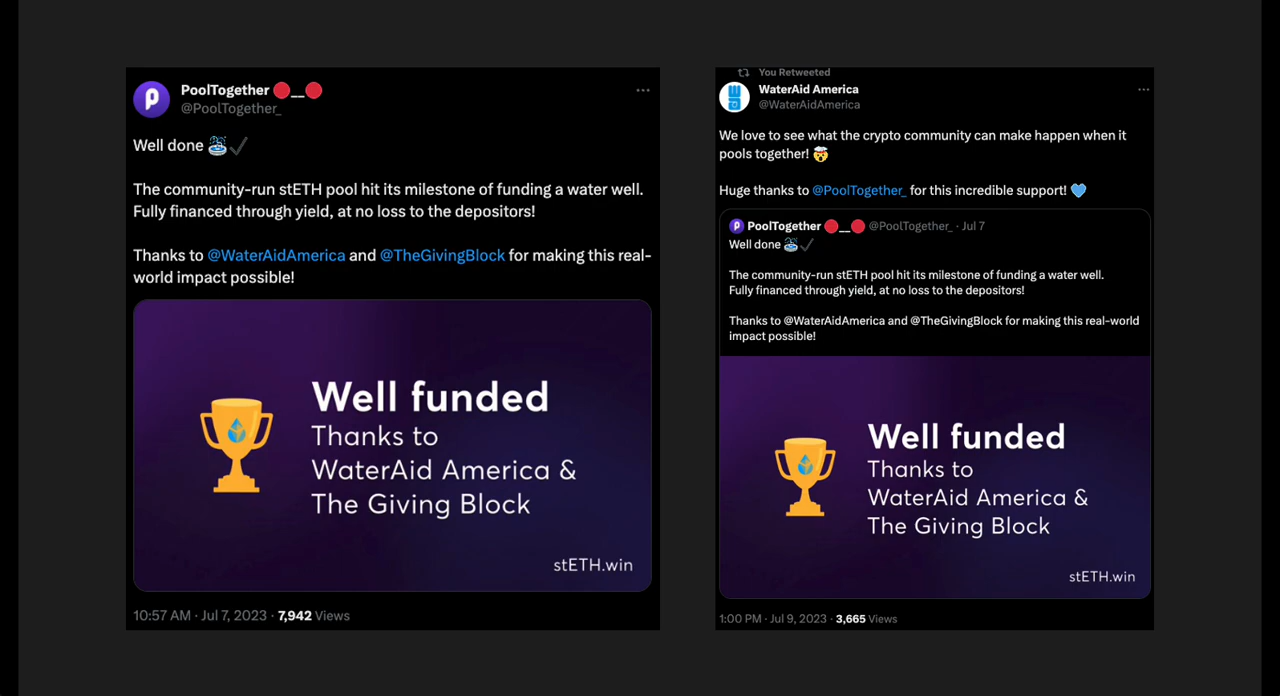 PoolTogether 🔴__🔴
@PoolTogether_
Well done ⛲✔️
The community-run stETH pool hit its milestone of funding a water well.
Fully financed through yield, at no loss to the depositors!
Thanks to @WaterAidAmerica and @TheGivingBlock for making this real-
world impact possible!
Well funded
Thanks to
WaterAid America &
The Giving Block
stETH.win
10:57 AM · Jul 7, 2023 · 7,942 Views
You Retweeted
WaterAid America
@WaterAidAmerica
We love to see what the crypto community can make happen when it
pools together! 🤯
Huge thanks to @PoolTogether_ for this incredible support! 💙
PoolTogether 🔴__🔴 @PoolTogether_ · Jul 7
Well done ⛲✔️
The community-run stETH pool hit its milestone of funding a water well.
Fully financed through yield, at no loss to the depositors!
Thanks to @WaterAidAmerica and @TheGivingBlock for making this real-world
impact possible!
Well funded
Thanks to
WaterAid America &
The Giving Block
stETH.win
1:00 PM · Jul 9, 2023 · 3,665 Views